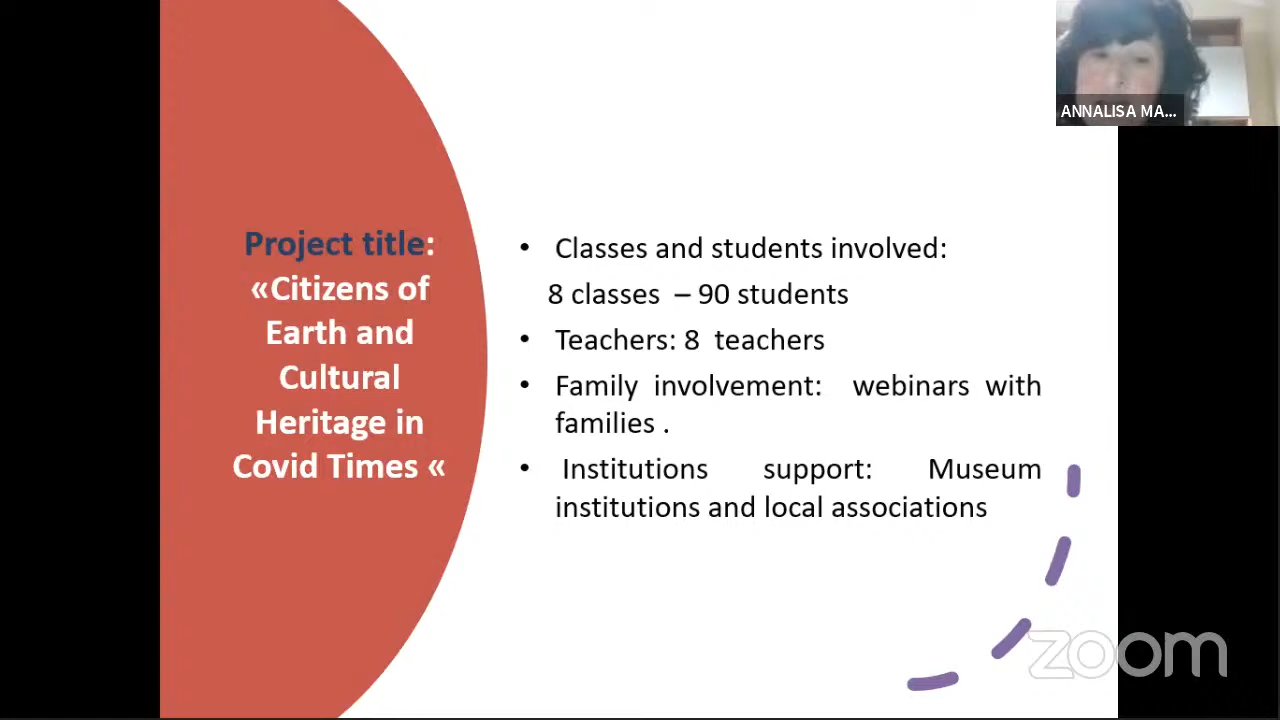 Project title:
«Citizens of
Earth and
Cultural
Heritage in
Covid Times «
• Classes and students involved:
8 classes – 90 students
• Teachers: 8 teachers
• Family involvement: webinars with
families .
• Institutions support: Museum
institutions and local associations
ANNALISA MA...
zoom